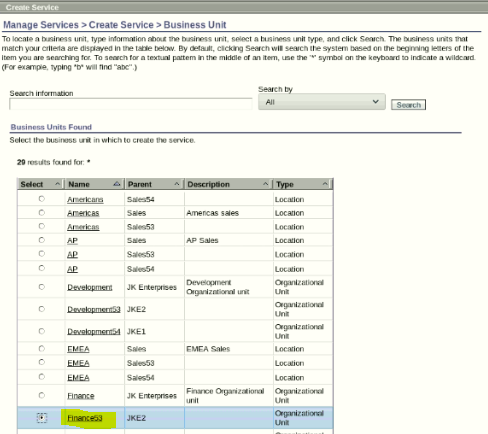 Create Service
Manage Services > Create Service > Business Unit
To locate a business unit, type information about the business unit, select a business unit type, and click Search. The business units that
match your criteria are displayed in the table below. By default, clicking Search will search the system based on the beginning letters of the
item you are searching for. To search for a textual pattern in the middle of an item, use the '*' symbol on the keyboard to indicate a wildcard.
(For example, typing *b* will find "abc".)
Search information
Search by
All
Search
Business Units Found
Select the business unit in which to create the service.
29 results found for: *
Select Name Parent Description Type
Americans Sales54 Location
Americas Sales Americas sales Location
Americas Sales53 Location
AP Sales AP Sales Location
AP Sales53 Location
AP Sales54 Location
Development JK Enterprises Development Organizational unit Organizational Unit
Development53 JKE2 Organizational Unit
Development54 JKE1 Organizational Unit
EMEA Sales EMEA Sales Location
EMEA Sales53 Location
EMEA Sales54 Location
Finance JK Enterprises Finance Organizational unit Organizational Unit
Finance53 JKE2 Organizational Unit